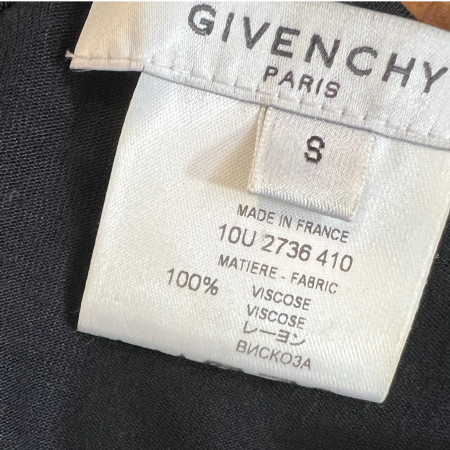 GIVENCHY
PARIS
S
MADE IN FRANCE
10U 2736 410
MATIERE - FABRIC
100% VISCOSE
VISCOSE
レーヨン
ВИСКОЗА